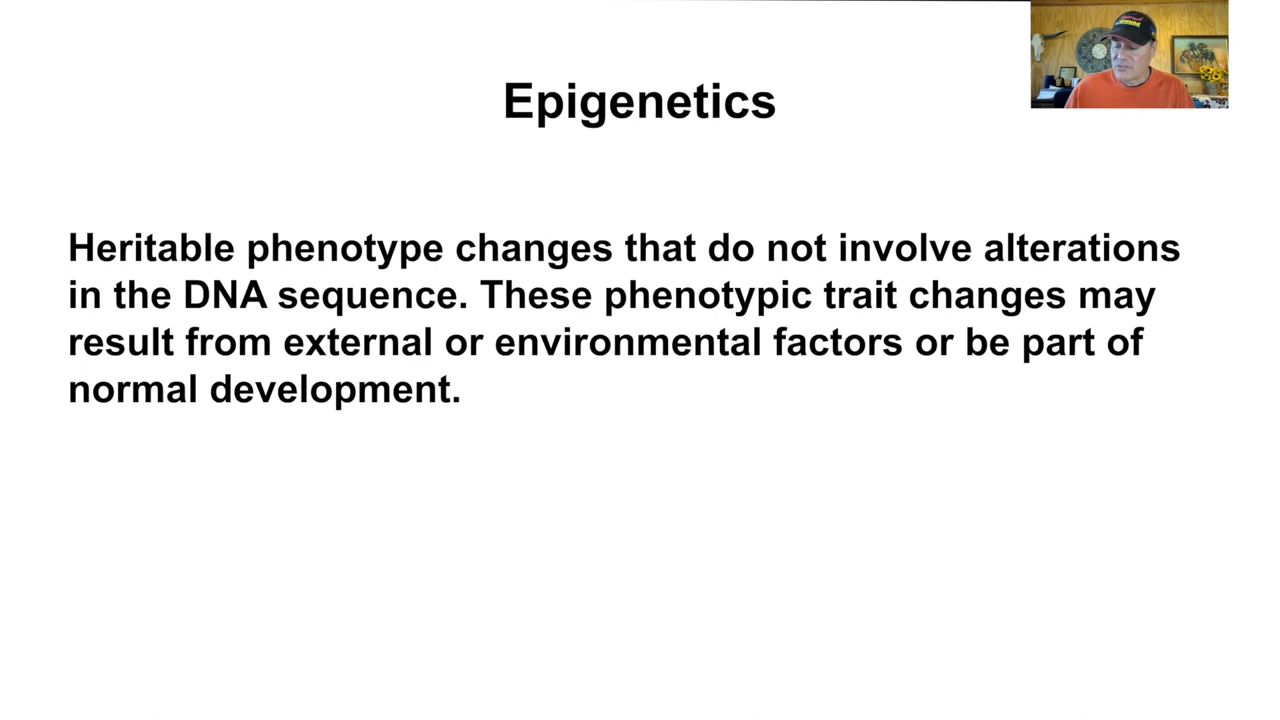 Epigenetics
Heritable phenotype changes that do not involve alterations
in the DNA sequence. These phenotypic trait changes may
result from external or environmental factors or be part of
normal development.